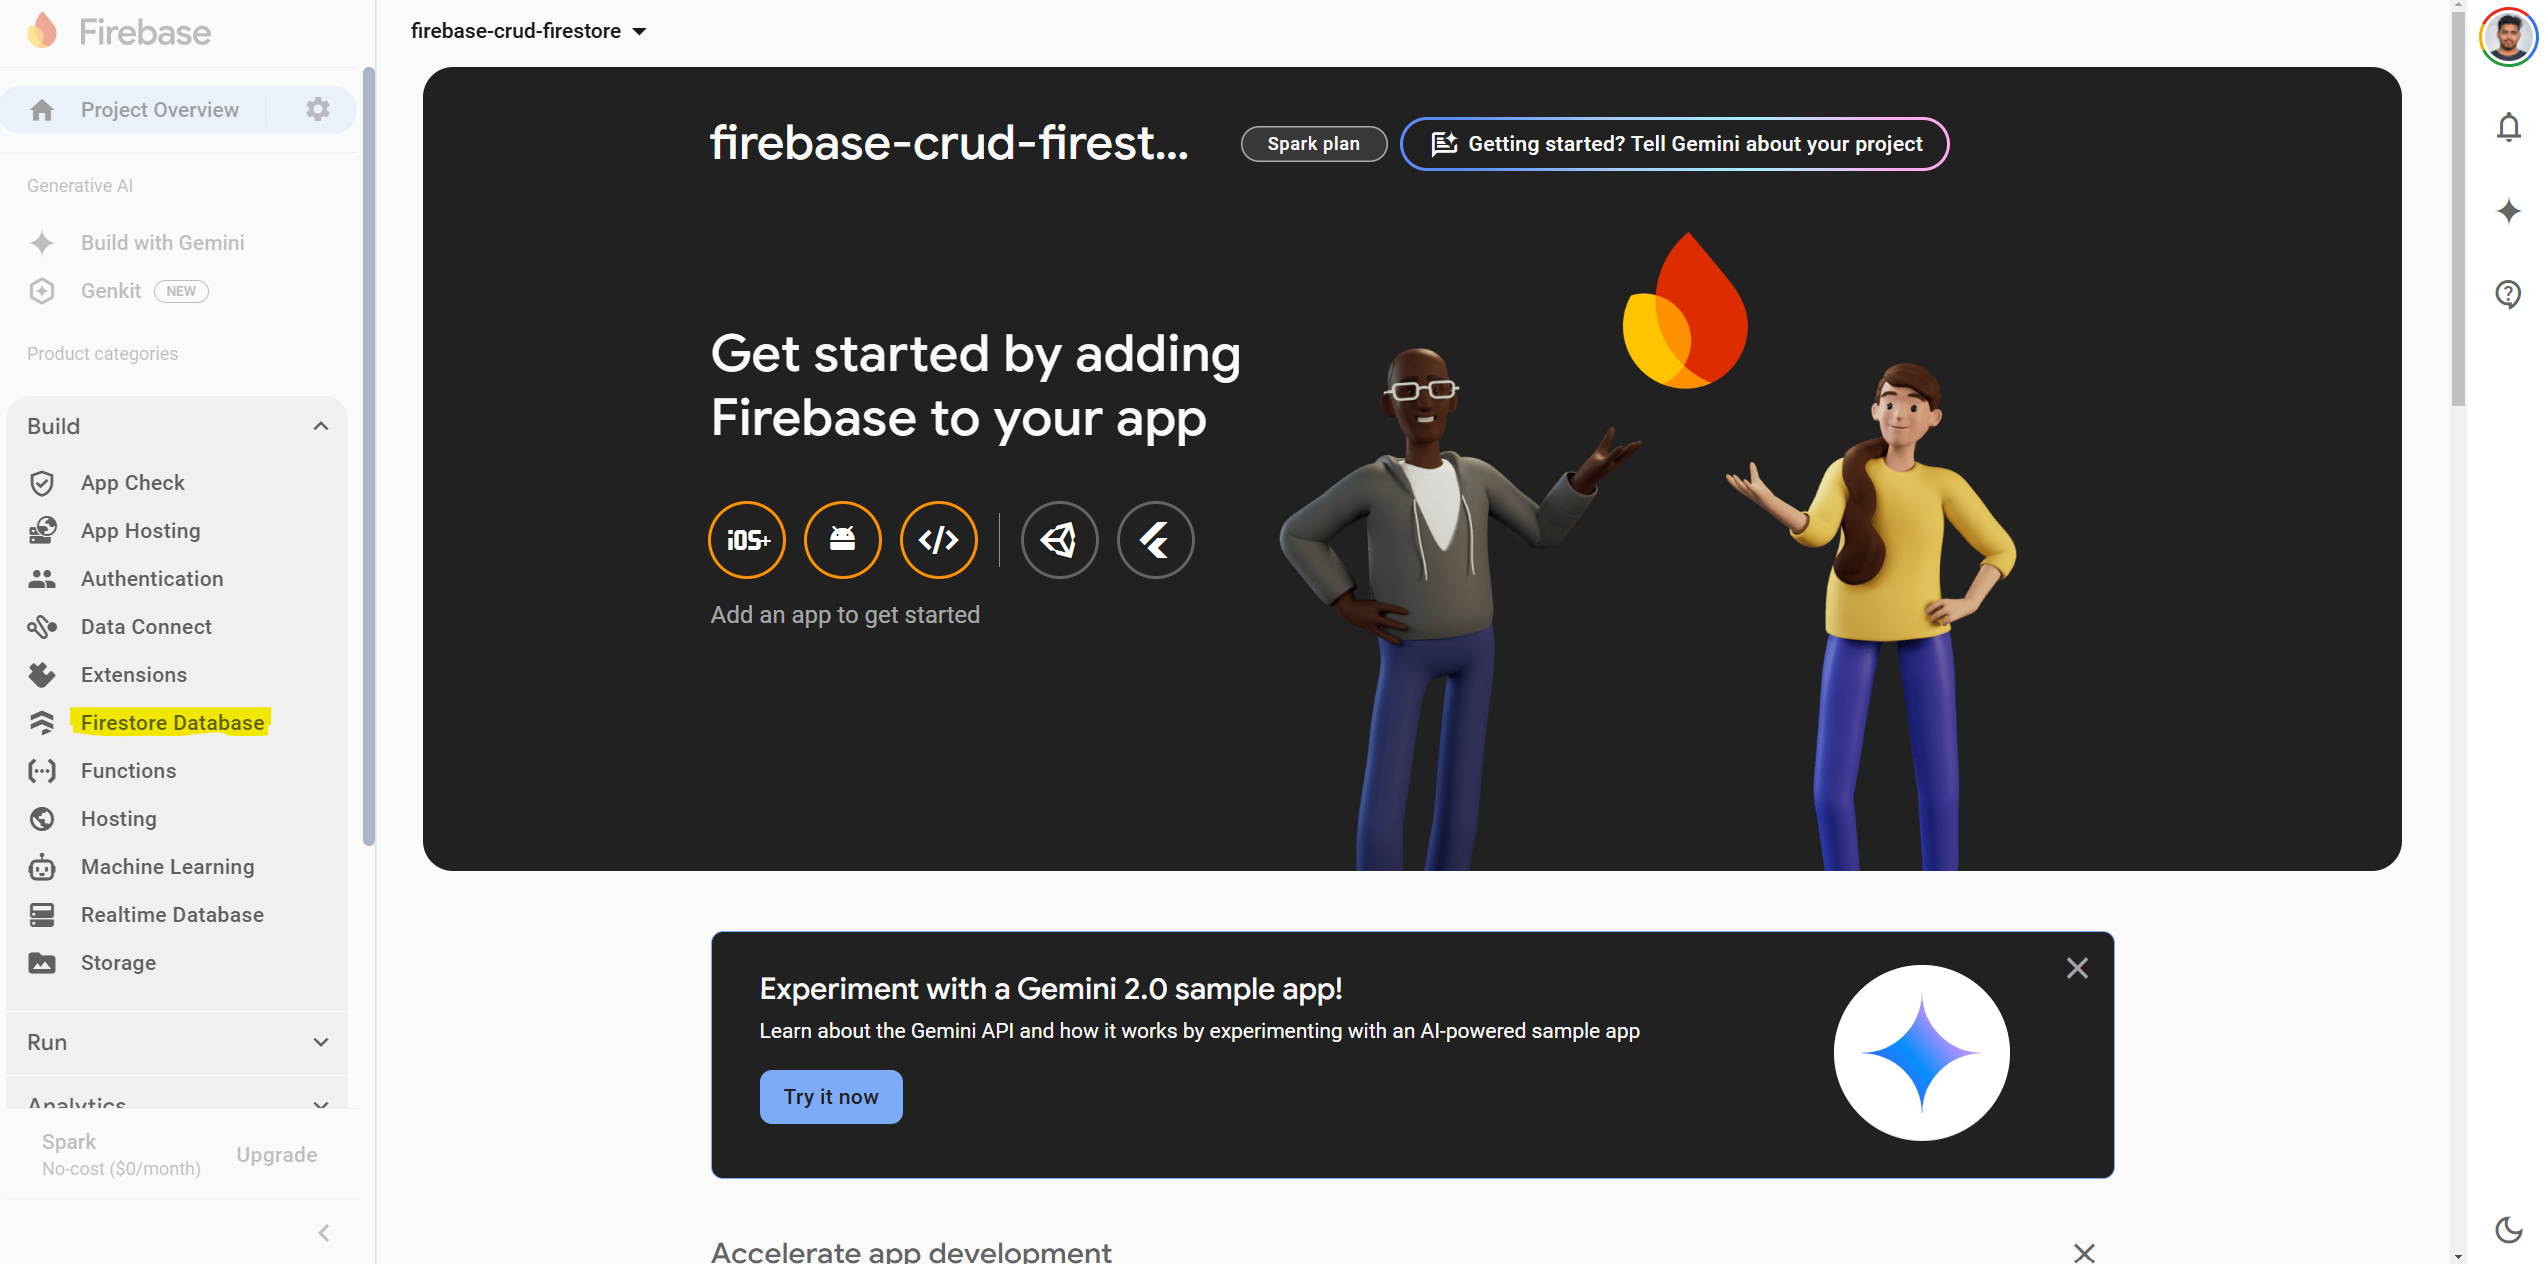 Firebase
Project Overview
Generative AI
Build with Gemini
Genkit NEW
Product categories
Build
App Check
App Hosting
Authentication
Data Connect
Extensions
Firestore Database
Functions
Hosting
Machine Learning
Realtime Database
Storage
Run
Analytics
Spark
No-cost ($0/month)
Upgrade
firebase-crud-firestore
firebase-crud-firest...
Spark plan
Getting started? Tell Gemini about your project
Get started by adding
Firebase to your app
iOS+
Add an app to get started
Experiment with a Gemini 2.0 sample app!
Learn about the Gemini API and how it works by experimenting with an AI-powered sample app
Try it now
Accelerate app development